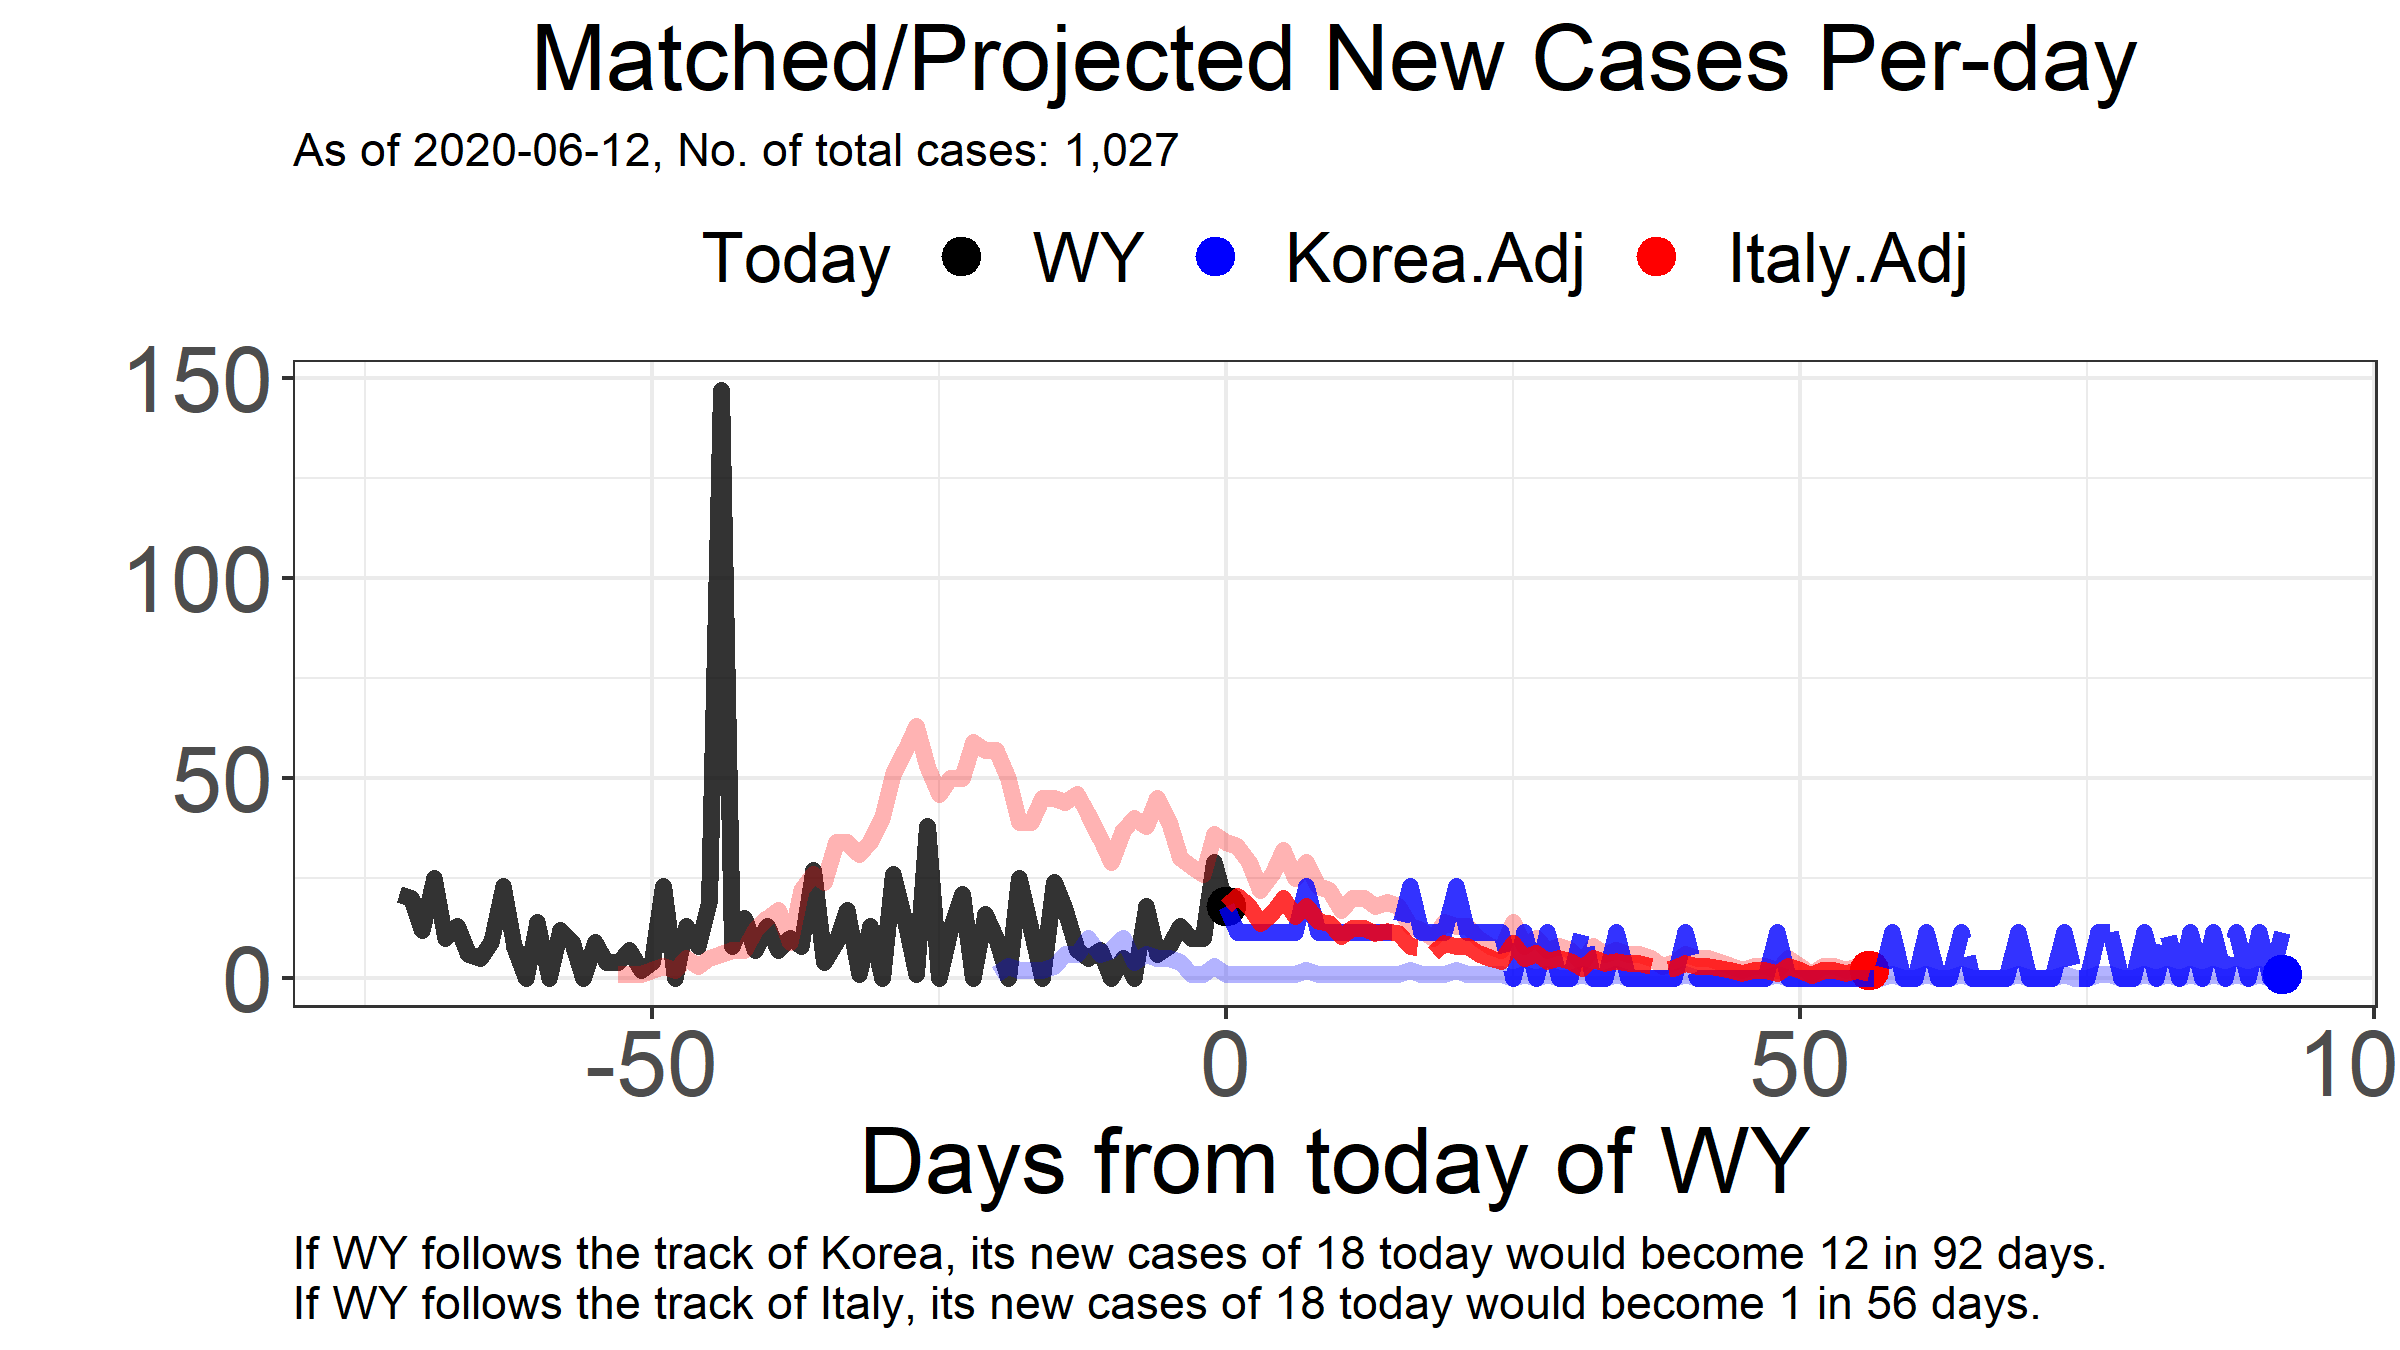 Matched/Projected New Cases Per-day
As of 2020-06-12, No. of total cases: 1,027
Today WY Korea.Adj Italy.Adj
150
100
50
0
-50 0 50 10
Days from today of WY
If WY follows the track of Korea, its new cases of 18 today would become 12 in 92 days.
If WY follows the track of Italy, its new cases of 18 today would become 1 in 56 days.